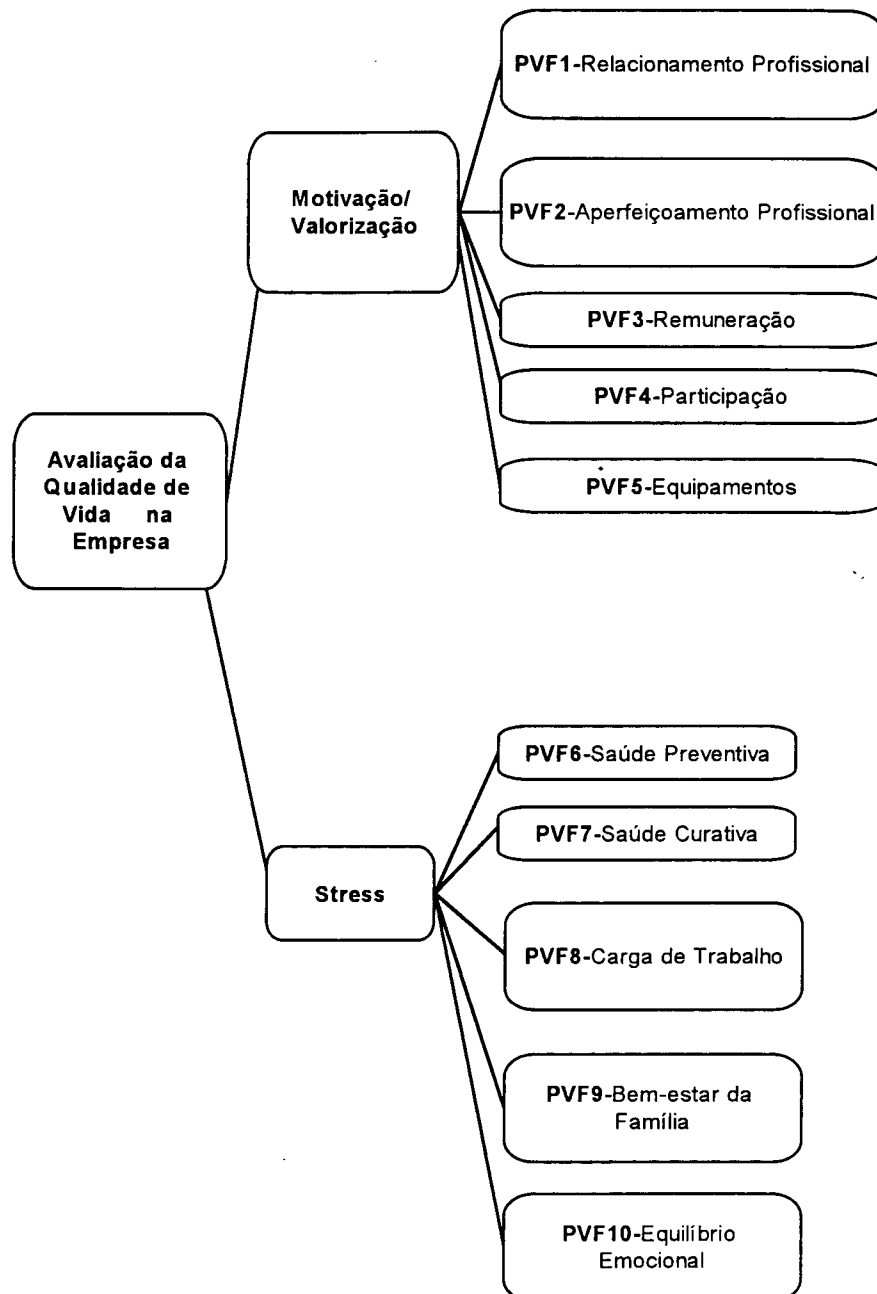 PVF1-Relacionamento Profissional
Motivação/
Valorização
PVF2-Aperfeiçoamento Profissional
PVF3-Remuneração
PVF4-Participação
Avaliação da
Qualidade de
Vida na
Empresa
PVF5-Equipamentos
PVF6-Saúde Preventiva
PVF7-Saúde Curativa
Stress
PVF8-Carga de Trabalho
PVF9-Bem-estar da
Família
PVF10-Equilíbrio
Emocional